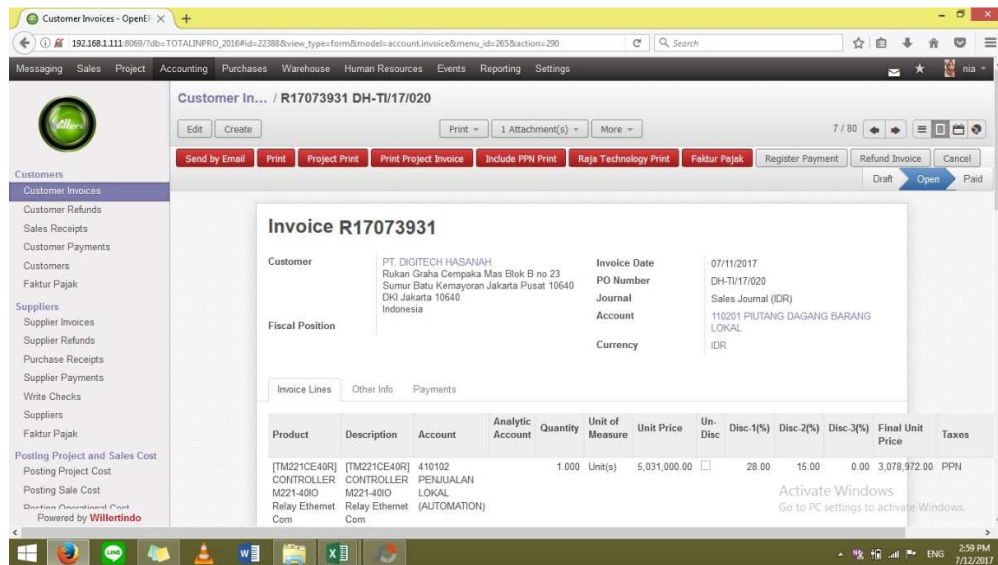 Customer Invoices - OpenE
192.168.1.111:8069/?db=TOTALINPRO_2016#id=22388&view_type=form&model=account.invoice&menu_id=265&action=290
Search
Messaging Sales Project Accounting Purchases Warehouse Human Resources Events Reporting Settings
nia
Customer In... / R17073931 DH-TI/17/020
Edit Create Print 1 Attachment(s) More 7 / 80
Send by Email Print Project Print Print Project Invoice Include PPN Print Raja Technology Print Faktur Pajak Register Payment Refund Invoice Cancel
Draft Open Paid
Customers
Customer Invoices
Customer Refunds
Sales Receipts
Customer Payments
Customers
Faktur Pajak
Suppliers
Supplier Invoices
Supplier Refunds
Purchase Receipts
Supplier Payments
Write Checks
Suppliers
Faktur Pajak
Posting Project and Sales Cost
Posting Project Cost
Posting Sale Cost
Posting Operational Cost
Powered by Willertindo
Invoice R17073931
Customer
PT. DIGITECH HASANAH
Rukan Graha Cempaka Mas Blok B no 23
Sumur Batu Kemayoran Jakarta Pusat 10640
DKI Jakarta 10640
Indonesia
Fiscal Position
Invoice Date 07/11/2017
PO Number DH-TI/17/020
Journal Sales Journal (IDR)
Account 110201 PIUTANG DAGANG BARANG
LOKAL
Currency IDR
Invoice Lines Other Info Payments
Product Description Account Analytic Account Quantity Unit of Measure Unit Price Un-Disc Disc-1(%) Disc-2(%) Disc-3(%) Final Unit Price Taxes
[TM221CE40R] [TM221CE40R] 410102 1.000 Unit(s) 5,031,000.00 28.00 15.00 0.00 3,078,972.00 PPN
CONTROLLER CONTROLLER PENJUALAN
M221-40IO M221-40IO LOKAL
Relay Ethernet Relay Ethernet (AUTOMATION)
Com Com
Activate Windows
Go to PC settings to activate Windows.
LINE
ENG
2:59 PM
7/12/2017